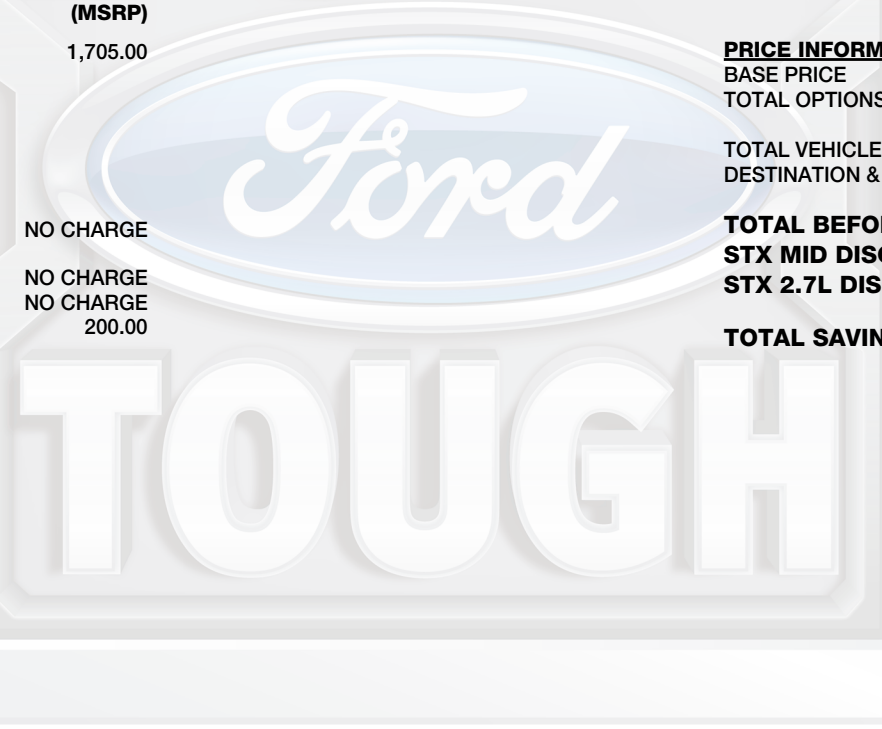 (MSRP)
1,705.00
NO CHARGE
NO CHARGE
NO CHARGE
200.00
PRICE INFORM
BASE PRICE
TOTAL OPTIONS
TOTAL VEHICLE
DESTINATION &
TOTAL BEFO
STX MID DISC
STX 2.7L DIS
TOTAL SAVIN
Ford
TOUGH